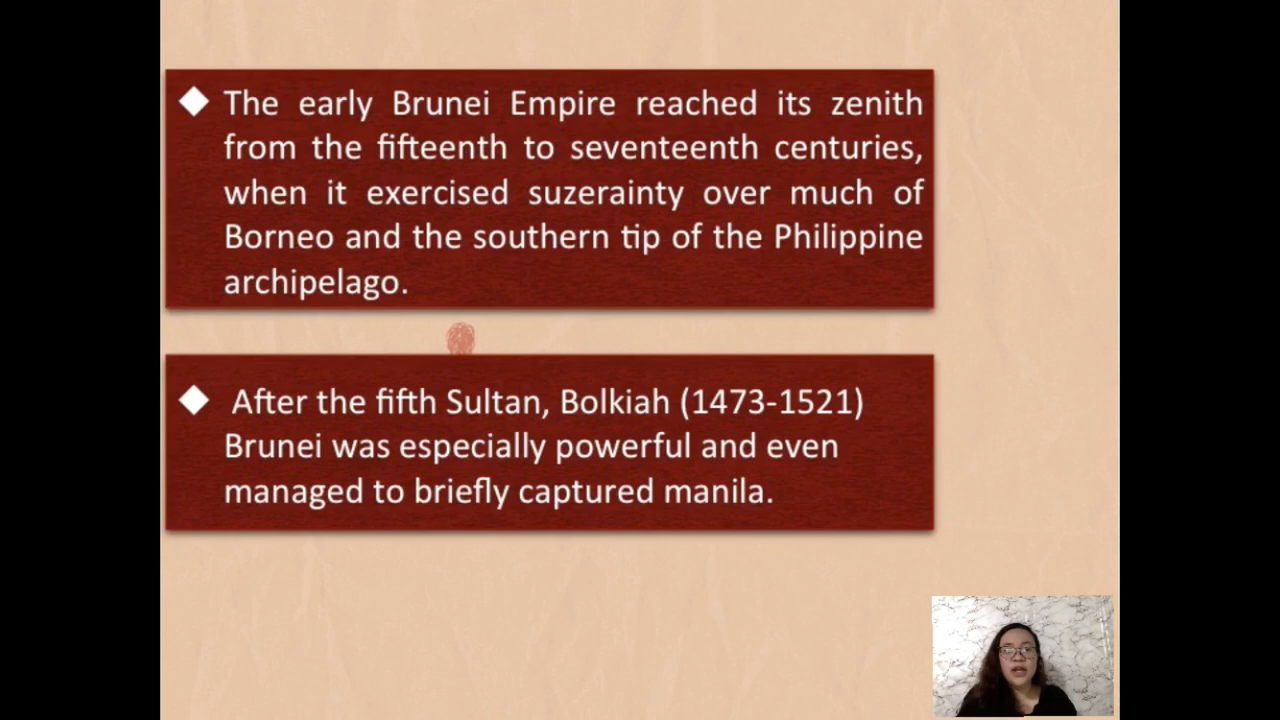 The early Brunei Empire reached its zenith
from the fifteenth to seventeenth centuries,
when it exercised suzerainty over much of
Borneo and the southern tip of the Philippine
archipelago.
After the fifth Sultan, Bolkiah (1473-1521)
Brunei was especially powerful and even
managed to briefly captured manila.